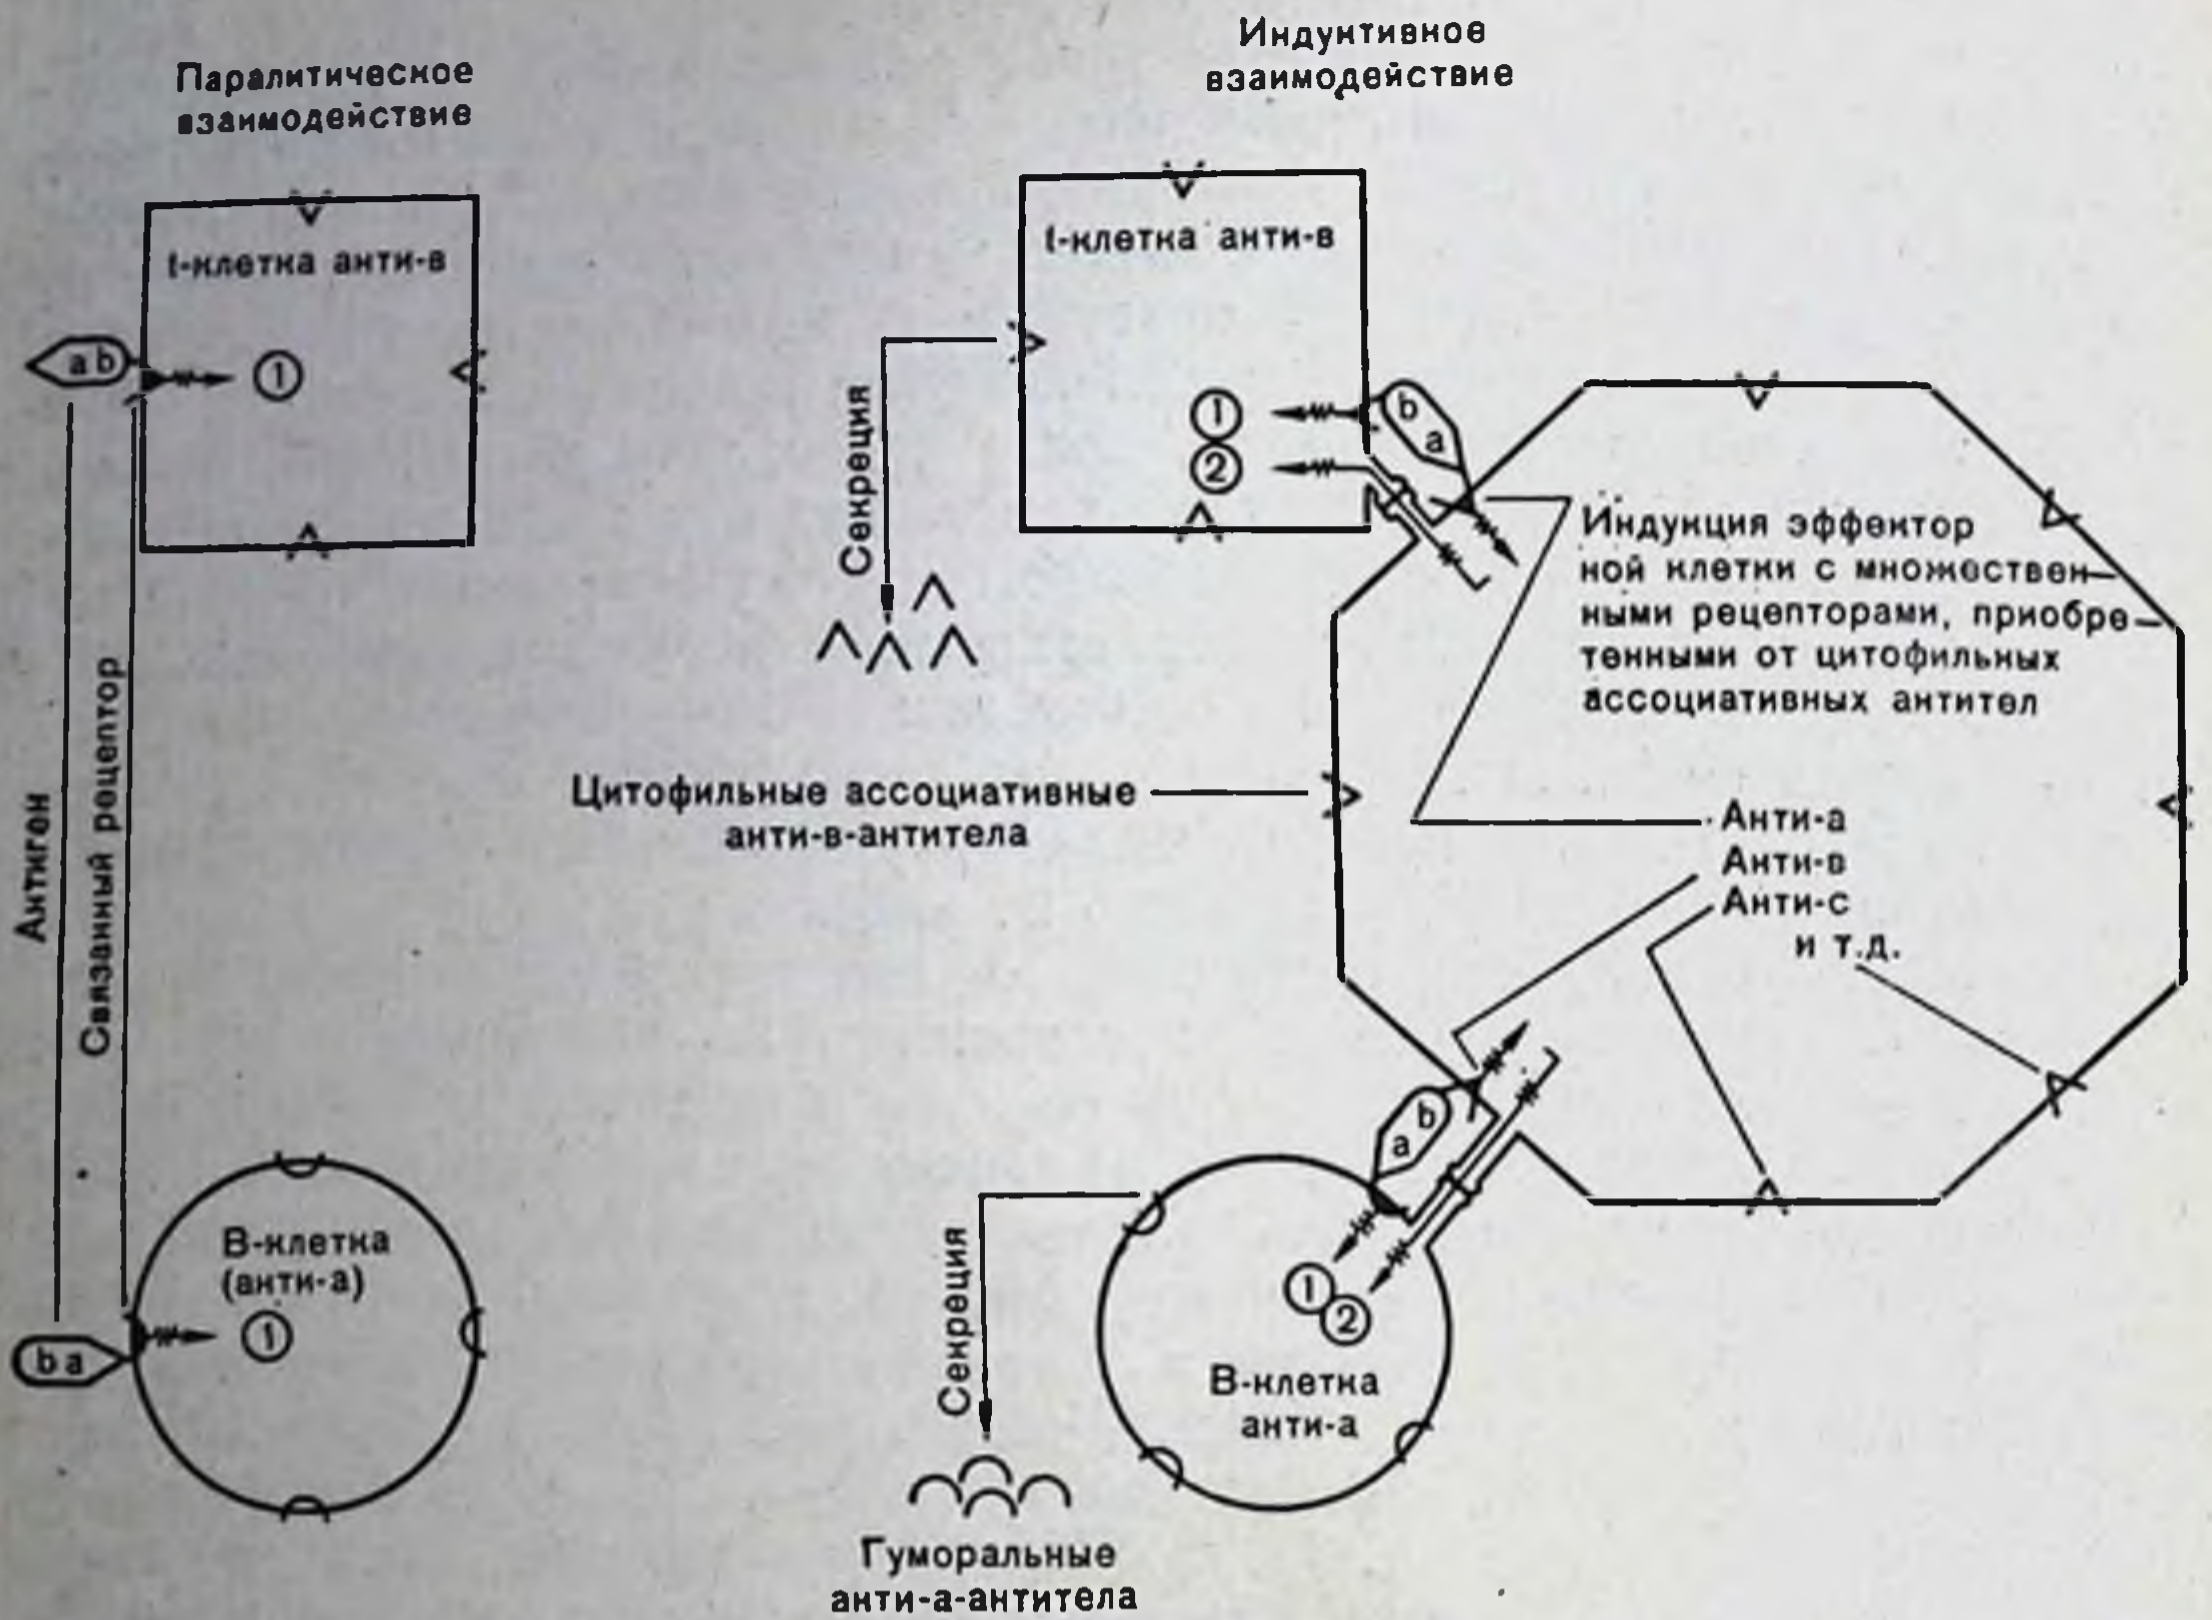 Паралитическое
взаимодействие
t-клетка анти-в
ab
1
Антиген
Связанный рецептор
В-клетка
(анти-а)
1
ba
Индуктивное
взаимодействие
t-клетка анти-в
1
2
b
a
Секреция
Индукция эффектор
ной клетки с множествен—
ными рецепторами, приобре—
тенными от цитофильных
ассоциативных антител
Цитофильные ассоциативные
анти-в-антитела
Анти-а
Анти-в
Анти-с
и т.д.
b
a
1
2
В-клетка
анти-а
Секреция
Гуморальные
анти-а-антитела